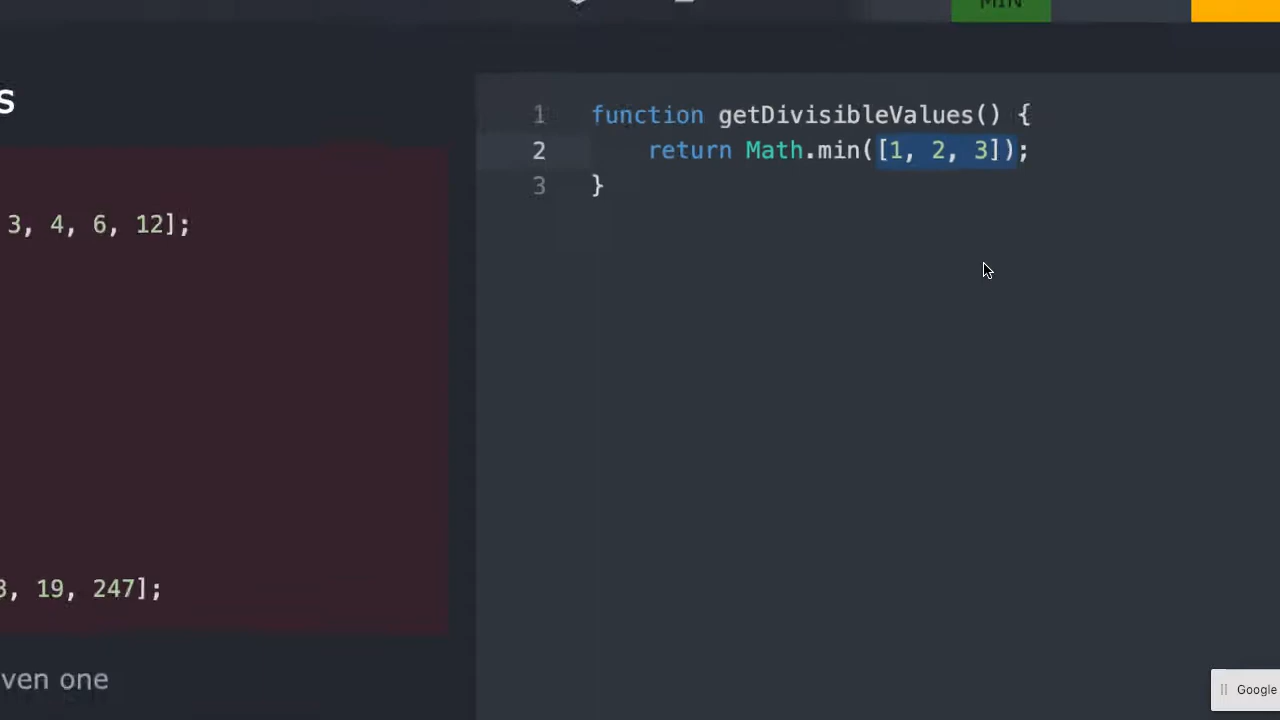 MIN
s
1 function getDivisibleValues() {
2 return Math.min([1, 2, 3]);
3 }
3, 4, 6, 12];
, 19, 247];
ven one
Google